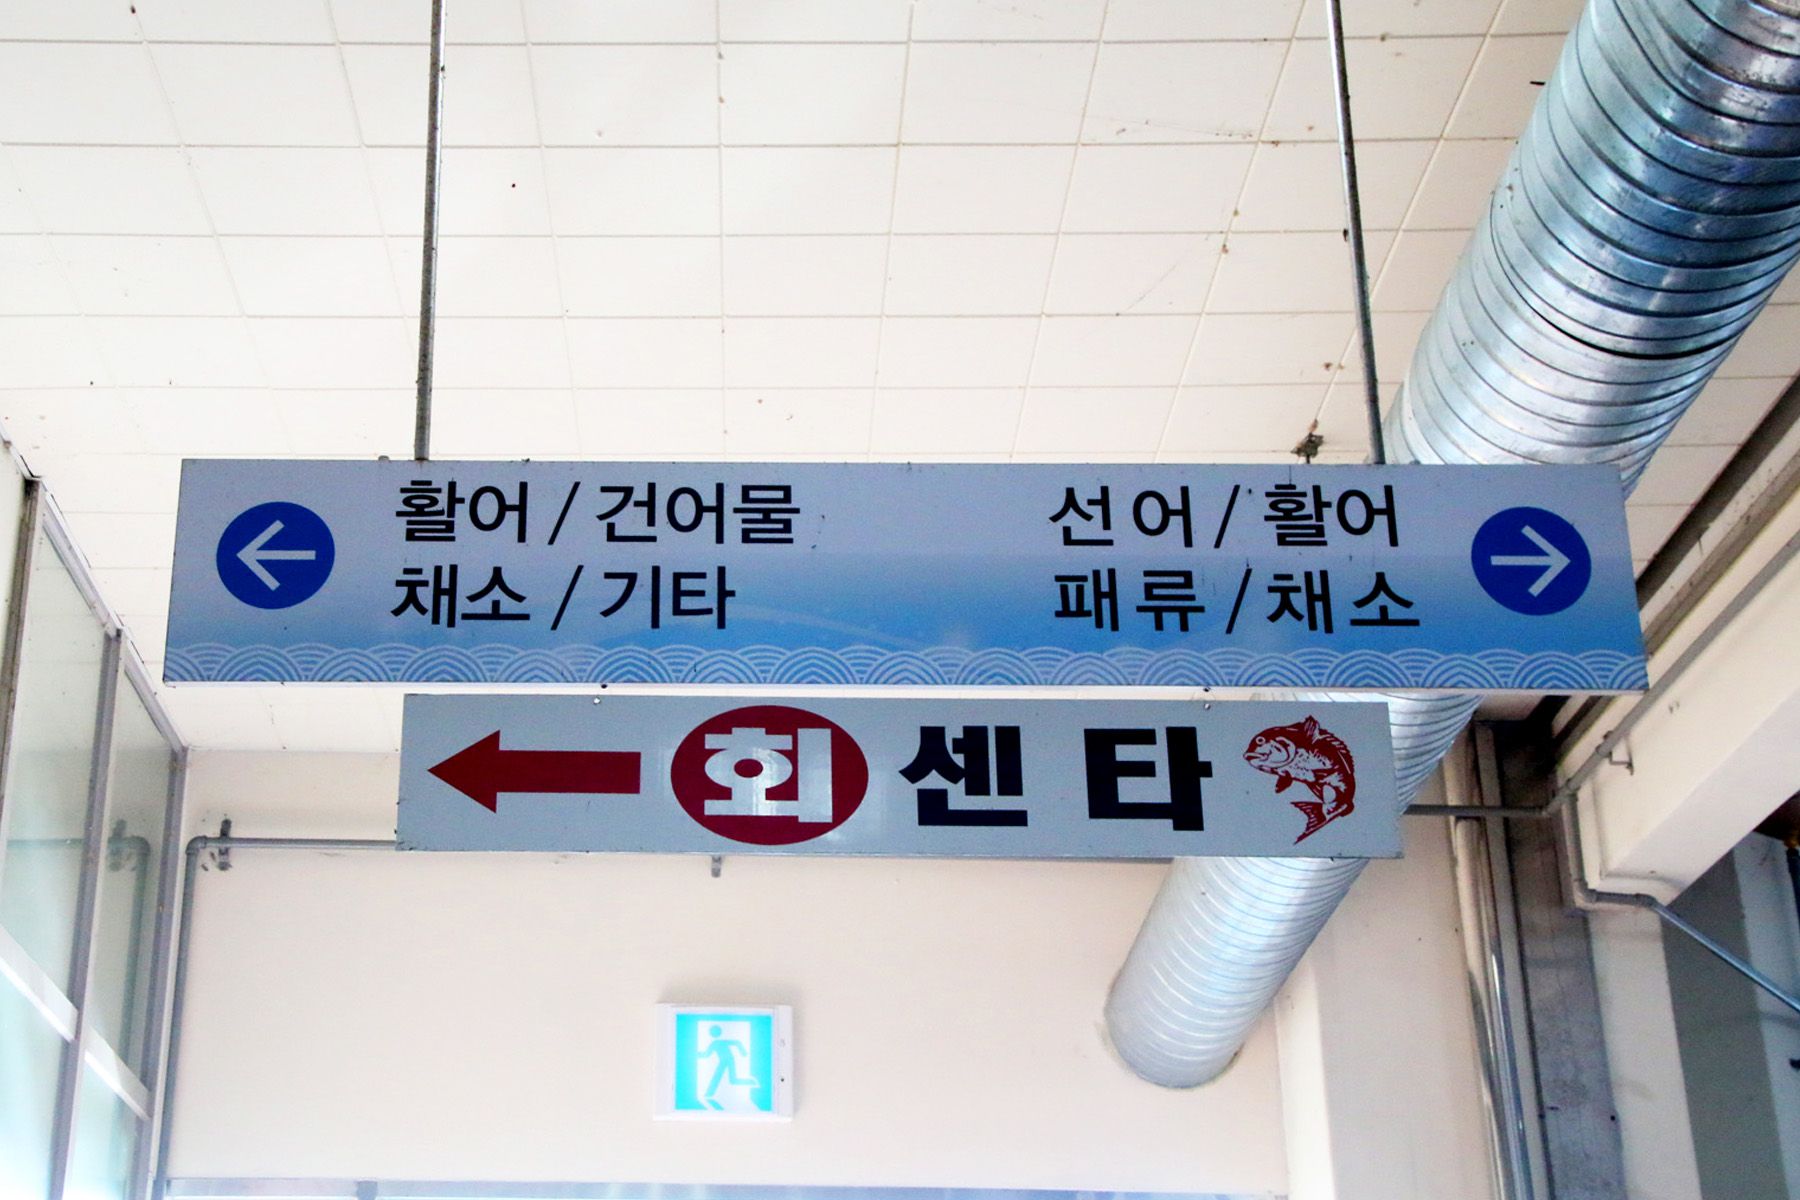 활어 / 건어물
채소 / 기타
선어 / 활어
패류 / 채소
회 센타